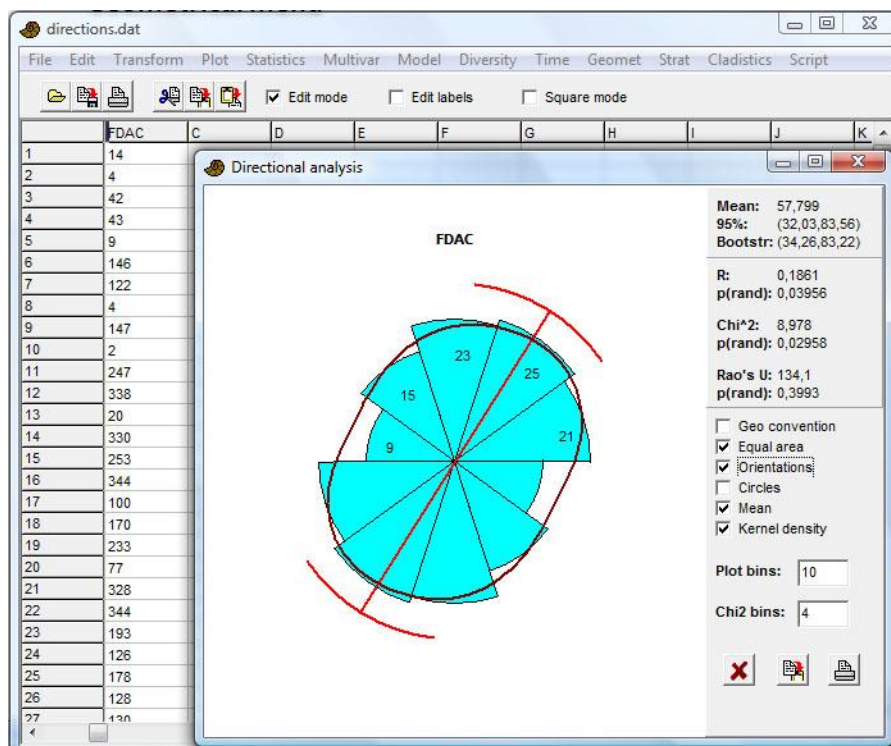 directions.dat
File Edit Transform Plot Statistics Multivar Model Diversity Time Geomet Strat Cladistics Script
Edit mode Edit labels Square mode
FDAC C D E F G H I J K
1 14
2 4
3 42
4 43
5 9
6 146
7 122
8 4
9 147
10 2
11 247
12 338
13 20
14 330
15 253
16 344
17 100
18 170
19 233
20 77
21 328
22 344
23 193
24 126
25 178
26 128
27 130
Directional analysis
FDAC
23
25
15
21
9
Mean: 57,799
95%: (32,03,83,56)
Bootstr: (34,26,83,22)
R: 0,1861
p(rand): 0,03956
Chi^2: 8,978
p(rand): 0,02958
Rao's U: 134,1
p(rand): 0,3993
Geo convention
Equal area
Orientations
Circles
Mean
Kernel density
Plot bins: 10
Chi2 bins: 4